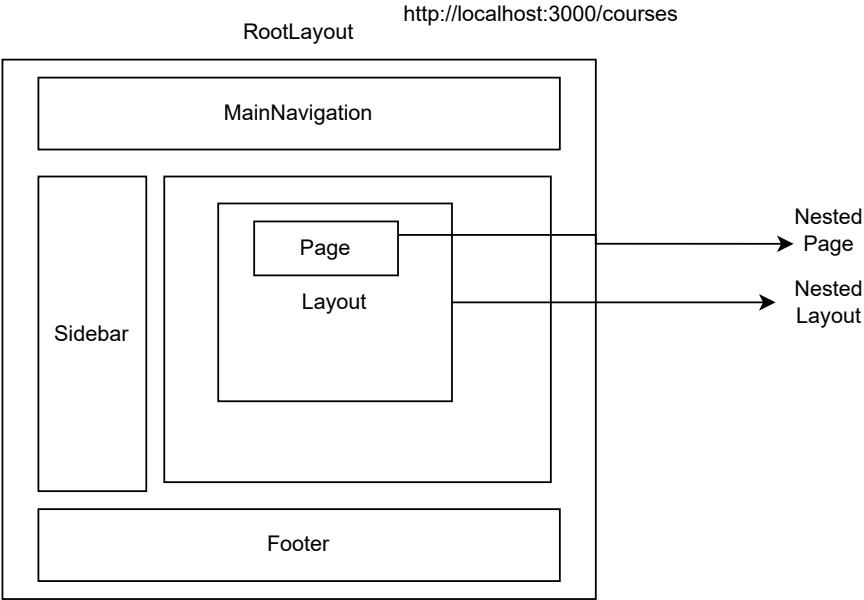 http://localhost:3000/courses
RootLayout
MainNavigation
Nested
Page
Page
Nested
Layout
Layout
Sidebar
Footer